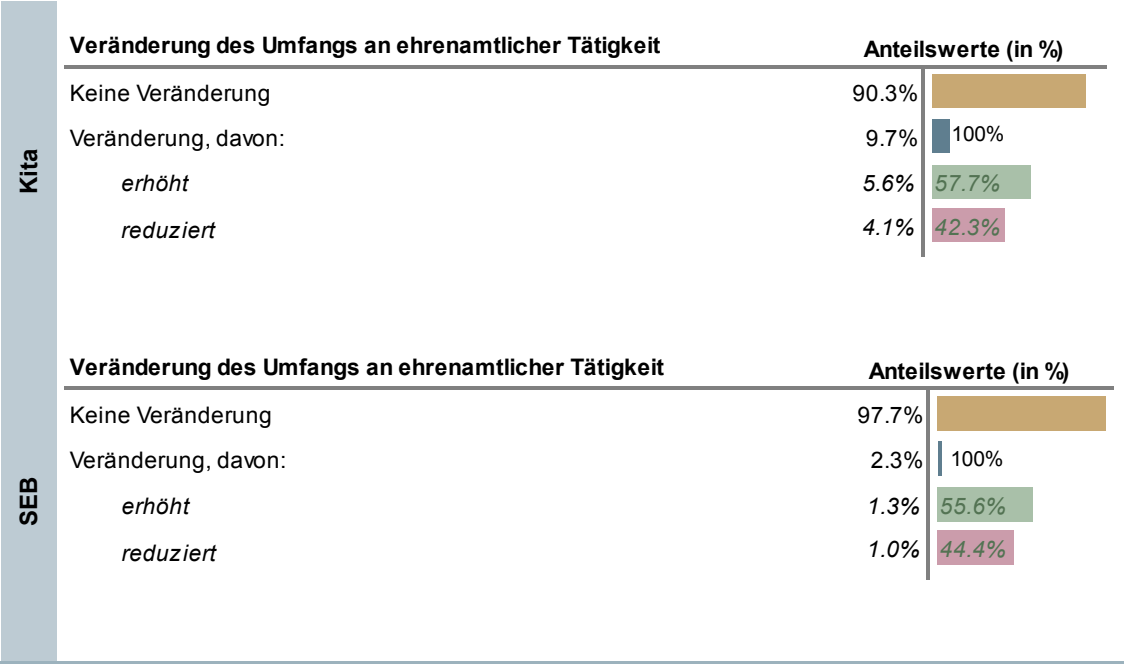 Kita
Veränderung des Umfangs an ehrenamtlicher Tätigkeit Anteilswerte (in %)
Keine Veränderung 90.3%
Veränderung, davon: 9.7% 100%
erhöht 5.6% 57.7%
reduziert 4.1% 42.3%
SEB
Veränderung des Umfangs an ehrenamtlicher Tätigkeit Anteilswerte (in %)
Keine Veränderung 97.7%
Veränderung, davon: 2.3% 100%
erhöht 1.3% 55.6%
reduziert 1.0% 44.4%